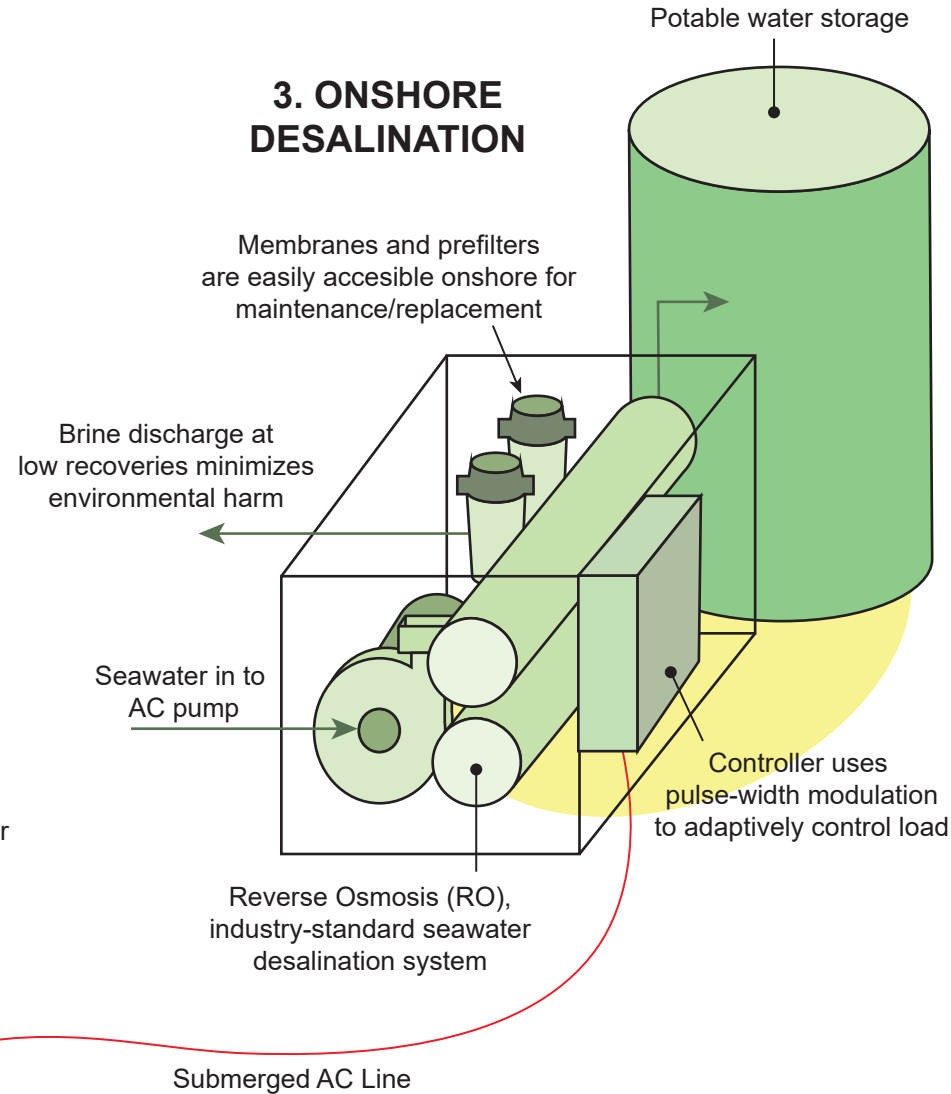 Potable water storage
3. ONSHORE
DESALINATION
Membranes and prefilters
are easily accesible onshore for
maintenance/replacement
Brine discharge at
low recoveries minimizes
environmental harm
Seawater in to
AC pump
Controller uses
pulse-width modulation
to adaptively control load
r
Reverse Osmosis (RO),
industry-standard seawater
desalination system
Submerged AC Line